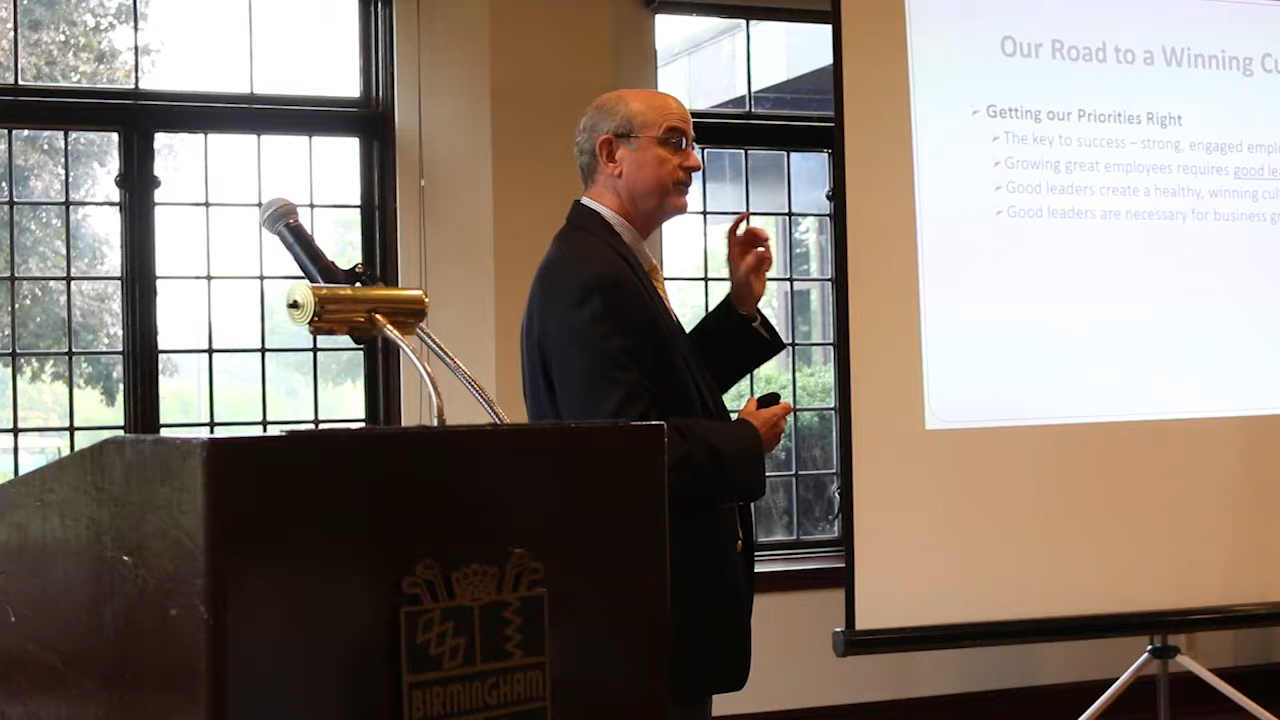 Our Road to a Winning Cu
Getting our Priorities Right
The key to success – strong, engaged emplo
Growing great employees requires good lea
Good leaders create a healthy, winning cul
Good leaders are necessary for business g
BIRMINGHAM